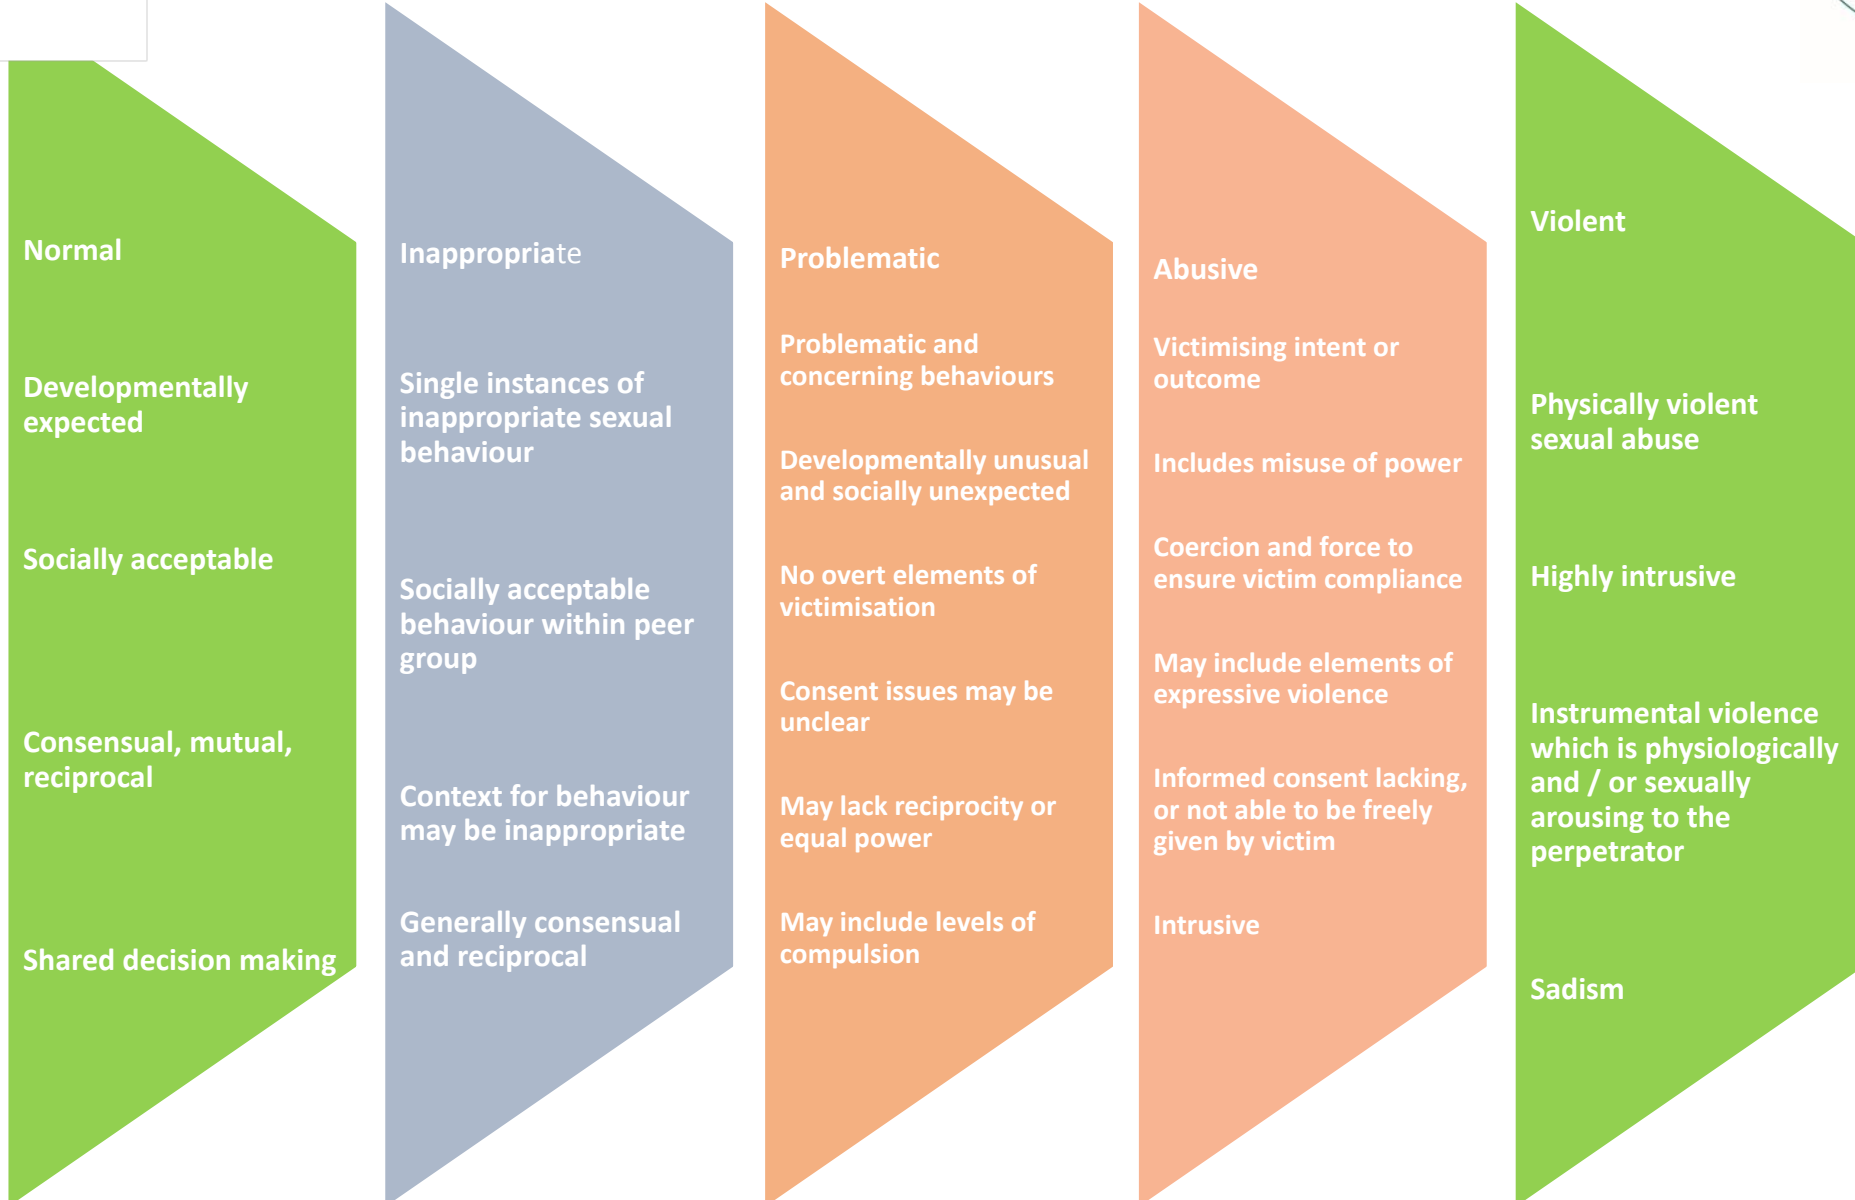 Normal
Developmentally
expected
Socially acceptable
Consensual, mutual,
reciprocal
Shared decision making
Inappropriate
Single instances of
inappropriate sexual
behaviour
Socially acceptable
behaviour within peer
group
Context for behaviour
may be inappropriate
Generally consensual
and reciprocal
Problematic
Problematic and
concerning behaviours
Developmentally unusual
and socially unexpected
No overt elements of
victimisation
Consent issues may be
unclear
May lack reciprocity or
equal power
May include levels of
compulsion
Abusive
Victimising intent or
outcome
Includes misuse of power
Coercion and force to
ensure victim compliance
May include elements of
expressive violence
Informed consent lacking,
or not able to be freely
given by victim
Intrusive
Violent
Physically violent
sexual abuse
Highly intrusive
Instrumental violence
which is physiologically
and / or sexually
arousing to the
perpetrator
Sadism